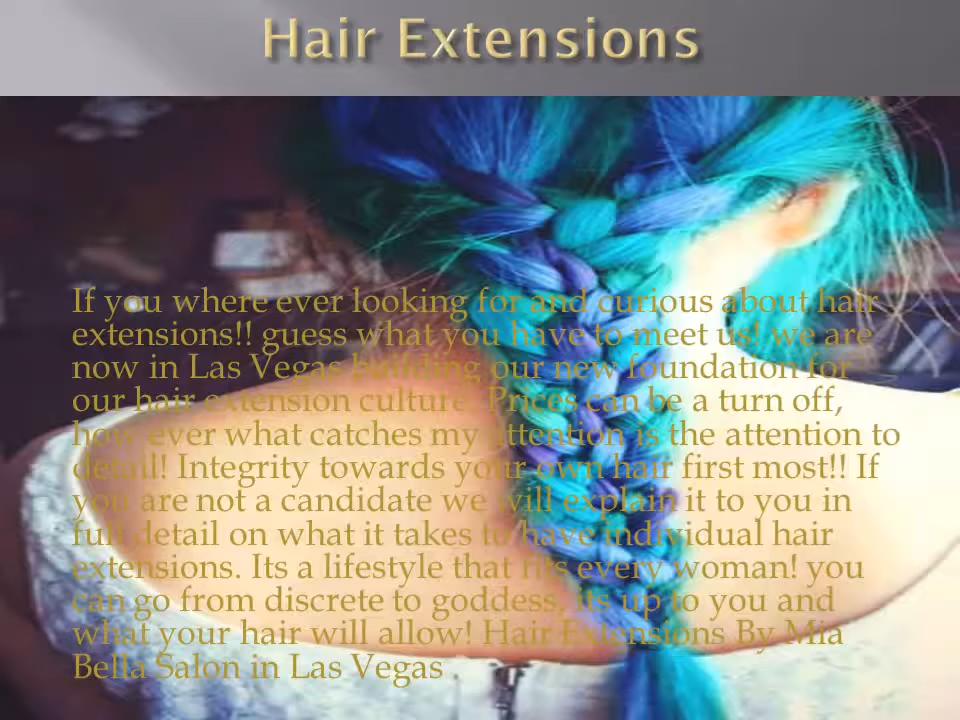 Hair Extensions
If you where ever looking for and curious about hair
extensions!! guess what you have to meet us! we are
now in Las Vegas building our new foundation for
our hair extension culture. Prices can be a turn off,
how ever what catches my attention is the attention to
detail! Integrity towards your own hair first most!! If
you are not a candidate we will explain it to you in
full detail on what it takes to have individual hair
extensions. Its a lifestyle that fits every woman! you
can go from discrete to goddess, its up to you and
what your hair will allow! Hair Extensions By Mia
Bella Salon in Las Vegas .